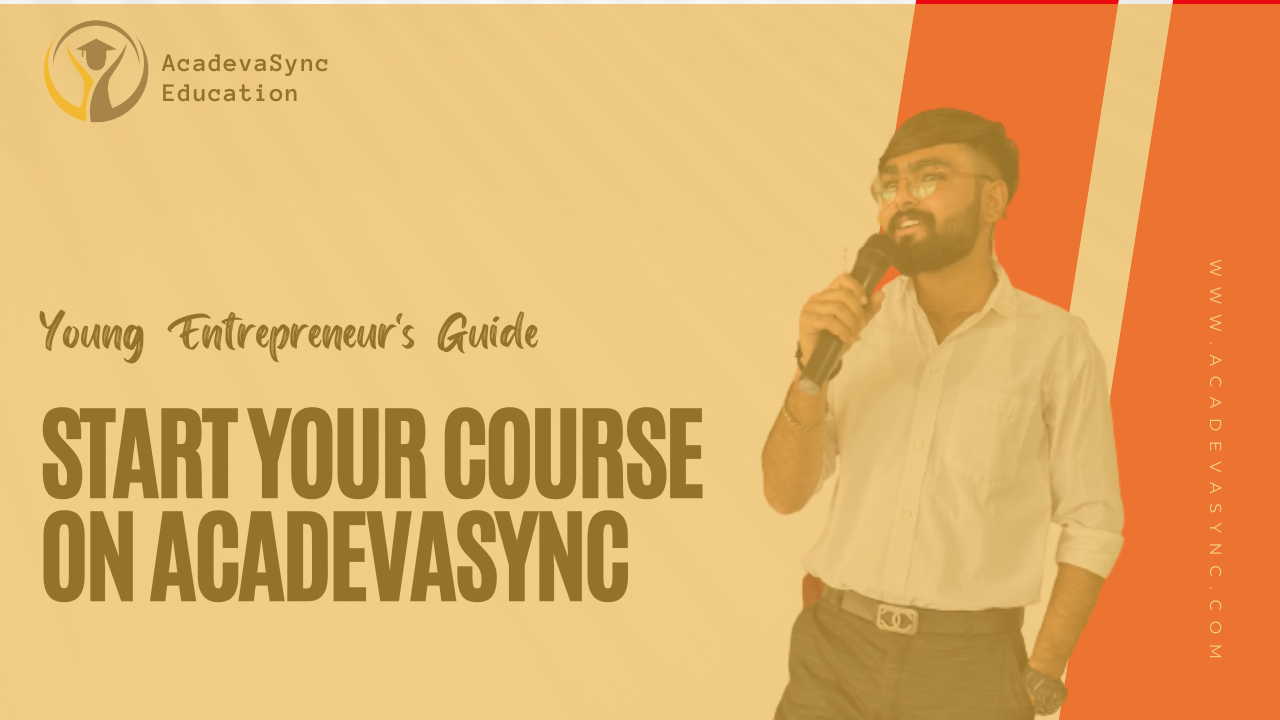 AcadevaSync
Education
Young Entrepreneur's Guide
START YOUR COURSE
ON ACADEVASYNC
WWW.ACADEVASYNC.COM